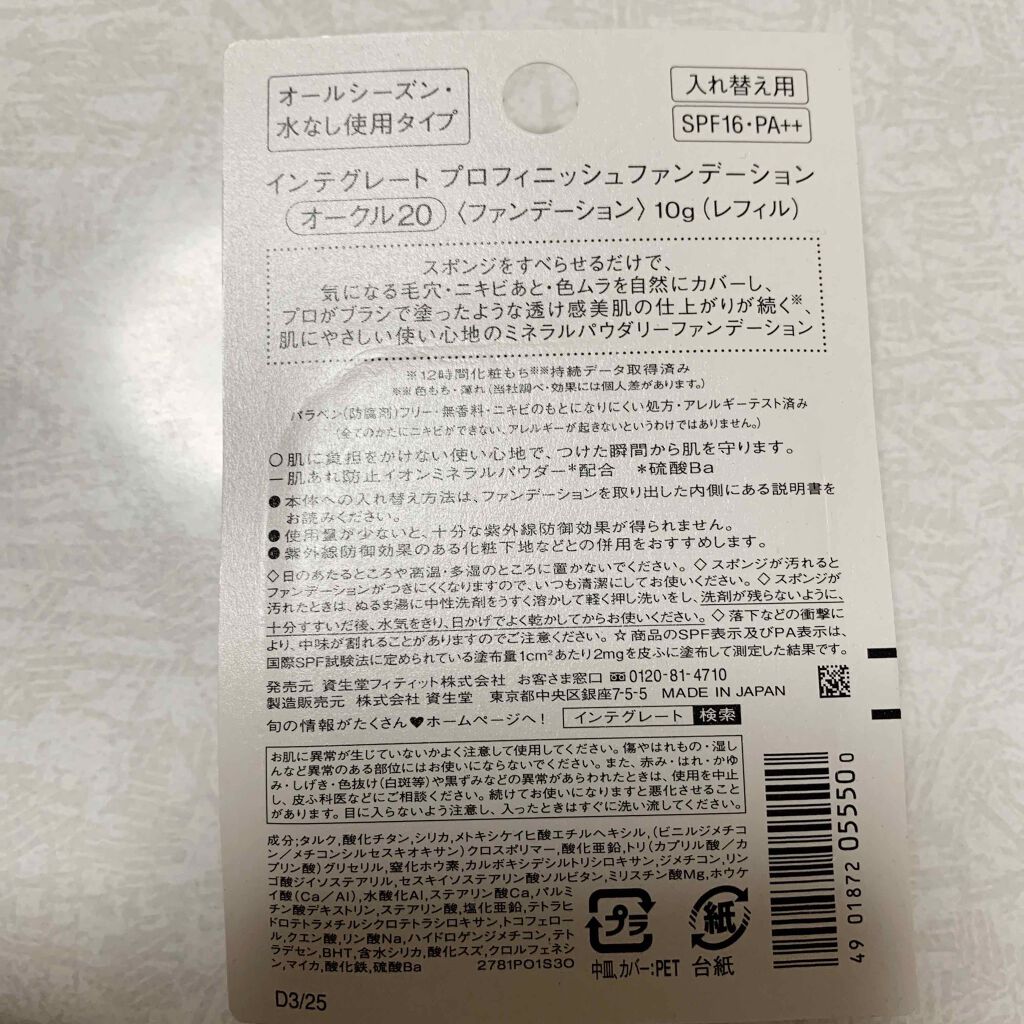 オールシーズン・
水なし使用タイプ
入れ替え用
SPF16・PA++
インテグレート プロフィニッシュファンデーション
オークル20 〈ファンデーション〉 10g（レフィル）
スポンジをすべらせるだけで、
気になる毛穴・ニキビあと・色ムラを自然にカバーし、
プロがブラシで塗ったような透け感美肌の仕上がりが続く※、
肌にやさしい使い心地のミネラルパウダリーファンデーション
※12時間化粧もち※※持続データ取得済み
※※色もち・薄れ（当社調べ・効果には個人差があります。）
パラベン（防腐剤）フリー・無香料・ニキビのもとになりにくい処方・アレルギーテスト済み
（全てのかたにニキビができない、アレルギーが起きないというわけではありません。）
○肌に負担をかけない使い心地で、つけた瞬間から肌を守ります。
ー肌あれ防止イオンミネラルパウダー*配合　*硫酸Ba
●本体への入れ替え方法は、ファンデーションを取り出した内側にある説明書を
お読みください。
●使用量が少ないと、十分な紫外線防御効果が得られません。
●紫外線防御効果のある化粧下地などとの併用をおすすめします。
◇日のあたるところや高温・多湿のところに置かないでください。◇スポンジが汚れると
ファンデーションがつきにくくなりますので、いつも清潔にしてお使いください。◇スポンジが
汚れたときは、ぬるま湯に中性洗剤をうすく溶かして軽く押し洗いをし、洗剤が残らないように、
十分すすいだ後、水気をきり、日かげでよく乾かしてからお使いください。◇落下などの衝撃に
より、中味が割れることがありますのでご注意ください。☆商品のSPF表示及びPA表示は、
国際SPF試験法に定められている塗布量1cm²あたり2mgを皮ふに塗布して測定した結果です。
発売元 資生堂フィティット株式会社 お客さま窓口 0120-81-4710
製造販売元 株式会社 資生堂 東京都中央区銀座7-5-5 MADE IN JAPAN
旬の情報がたくさん♥ホームページへ！ インテグレート 検索
お肌に異常が生じていないかよく注意して使用してください。傷やはれもの・湿し
んなど異常のある部位にはお使いにならないでください。また、赤み・はれ・かゆ
み・しげき・色抜け（白斑等）や黒ずみなどの異常があらわれたときは、使用を中止
し、皮ふ科医などにご相談ください。続けてお使いになりますと悪化することが
あります。目に入らないよう注意し、入ったときはすぐに洗い流してください。
成分：タルク,酸化チタン,シリカ,メトキシケイヒ酸エチルヘキシル,（ビニルジメチコ
ン／メチコンシルセスキオキサン）クロスポリマー,酸化亜鉛,トリ（カプリル酸／カ
プリン酸）グリセリル,窒化ホウ素,カルボキシデシルトリシロキサン,ジメチコン,リン
ゴ酸ジイソステアリル,セスキイソステアリン酸ソルビタン,ミリスチン酸Mg,ホウケ
イ酸（Ca／Al）,水酸化Al,ステアリン酸Ca,パルミ
チン酸デキストリン,ステアリン酸,塩化亜鉛,テトラヒ
ドロテトラメチルシクロテトラシロキサン,トコフェロー
ル,クエン酸,リン酸Na,ハイドロゲンジメチコン,テト
ラデセン,BHT,含水シリカ,酸化スズ,クロルフェネシ
ン,マイカ,酸化鉄,硫酸Ba 2781PO1S3O
プラ
中皿,カバー:PET
紙
台紙
4 901872 055500
D3/25